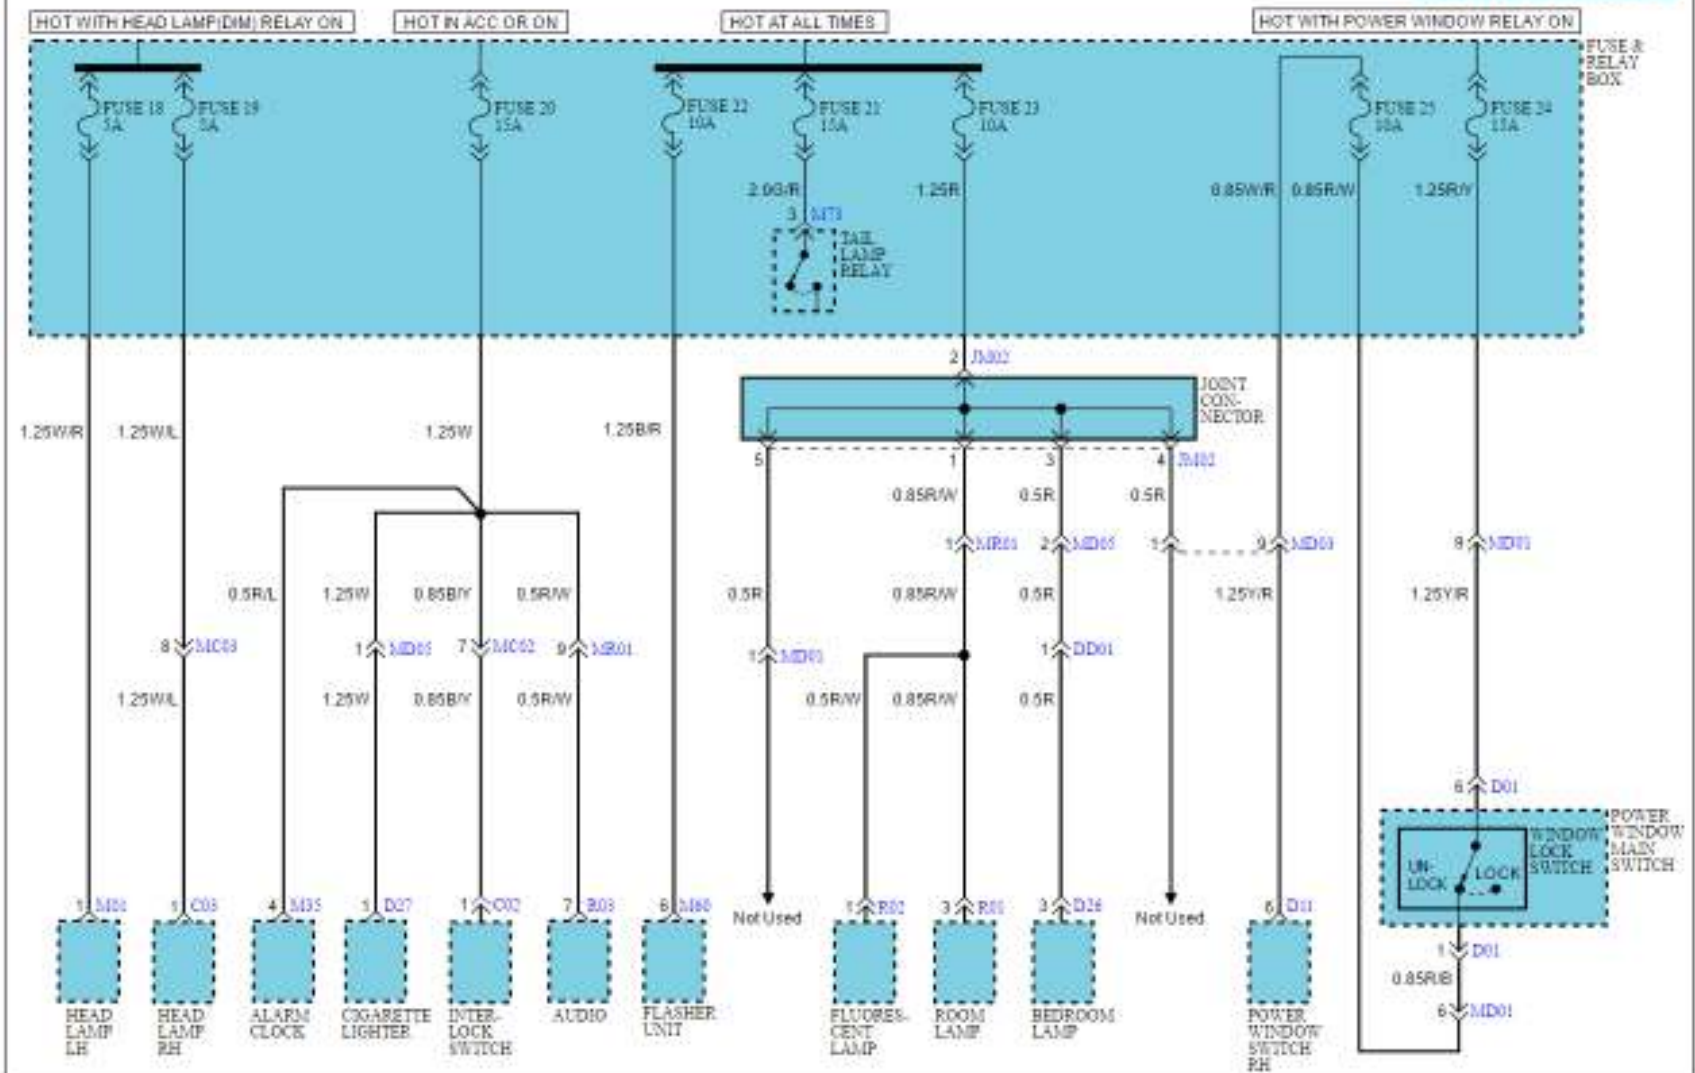 HOT WITH HEAD LAMP(DIM) RELAY ON
HOT IN ACC OR ON
HOT AT ALL TIMES
HOT WITH POWER WINDOW RELAY ON
FUSE &
RELAY
BOX
FUSE 18
5A
FUSE 19
5A
FUSE 20
15A
FUSE 22
10A
FUSE 21
FUSE 23
10A
FUSE 25
FUSE 24
15A
2.0G/R
1.25R
0.85W/R
0.85R/W
1.25R/Y
3
TAIL
LAMP
RELAY
2 JM02
JOINT
CON-
NECTOR
1.25W/R
1.25W/L
1.25W
1.25B/R
5
1
3
4 JM02
0.85R/W
0.5R
0.5R
1 MR01
2 MD05
1
9
8
0.5R/L
1.25W
0.85B/Y
0.5R/W
0.5R
0.85R/W
0.5R
1.25Y/R
1.25Y/R
8 MC03
1
7 MC02
9 MR01
1
1 DD01
1.25W/L
1.25W
0.85B/Y
0.5R/W
0.5R/W
0.85R/W
0.5R
6 D01
POWER
WINDOW
MAIN
SWITCH
WINDOW
LOCK
SWITCH
UN-
LOCK
LOCK
1 M01
1 C03
4 M35
D27
1 C02
7 R03
6 M60
Not Used
1 R02
3 R01
3 D26
Not Used
6 D11
1 D01
0.85R/B
6 MD01
HEAD
LAMP
LH
HEAD
LAMP
RH
ALARM
CLOCK
CIGARETTE
LIGHTER
INTER-
LOCK
SWITCH
AUDIO
FLASHER
UNIT
FLUORES-
CENT
LAMP
ROOM
LAMP
BEDROOM
LAMP
POWER
WINDOW
SWITCH
RH